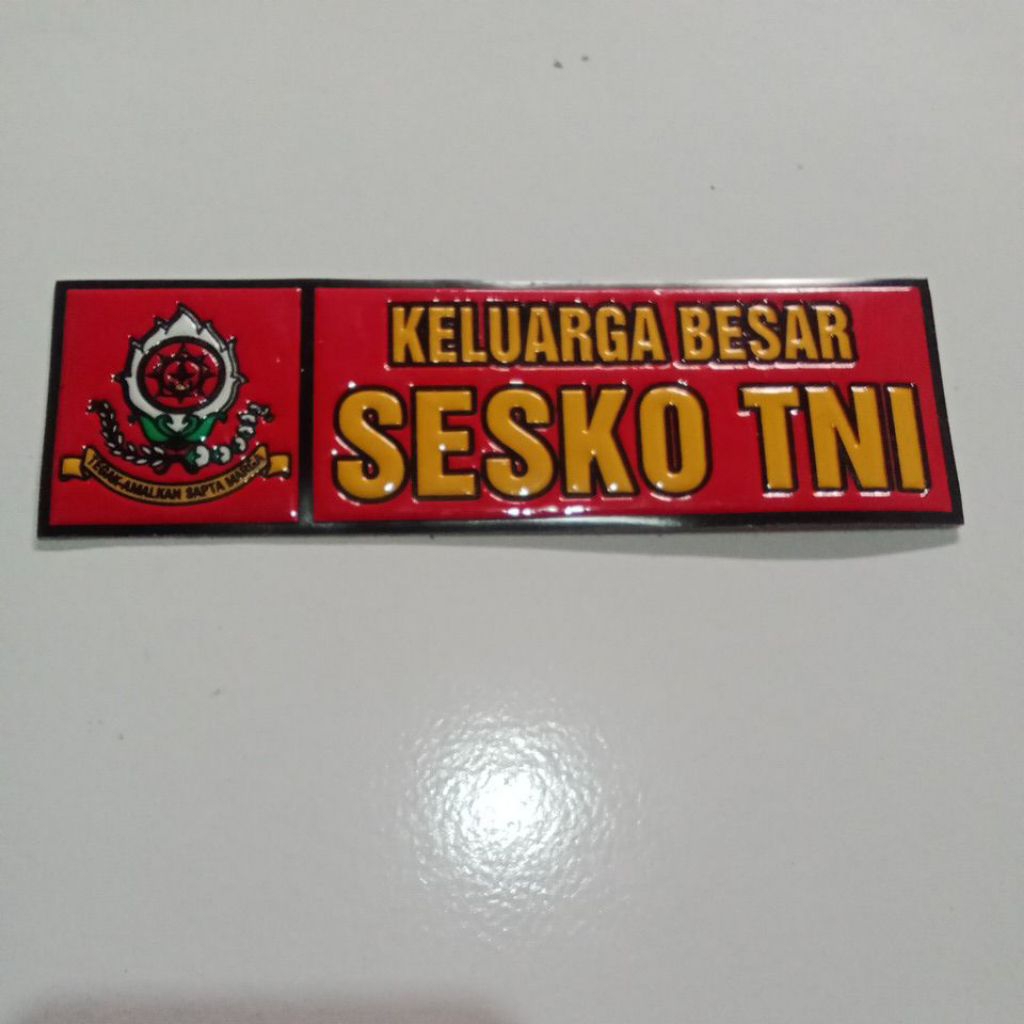 KELUARGA BESAR
SESKO TNI
TEGAK-AMALKAN SAPTA MARGA